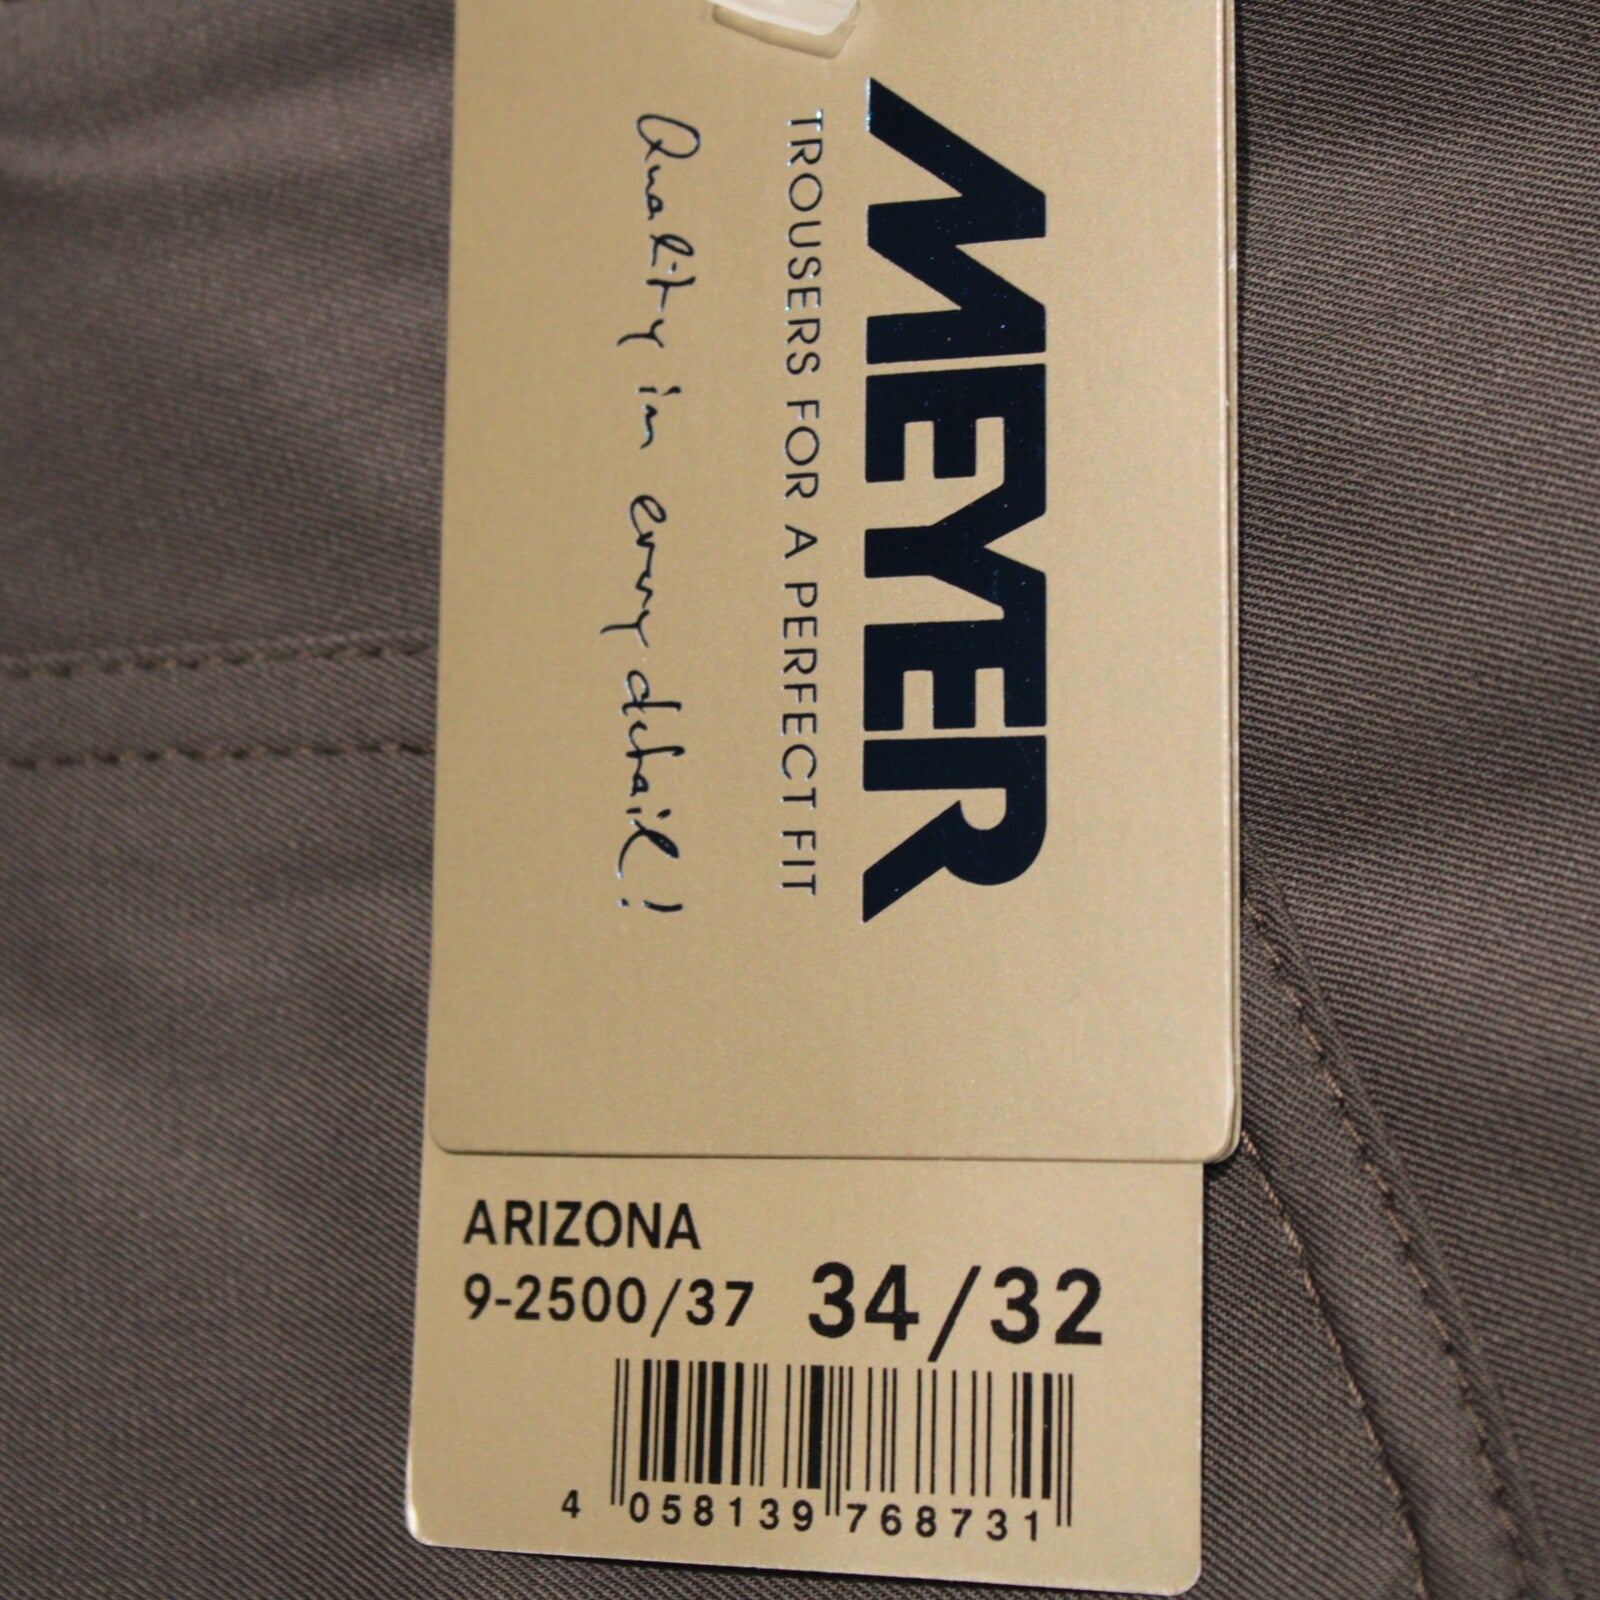 MEYER
TROUSERS FOR A PERFECT FIT
Quality in every detail!
ARIZONA
9-2500/37 34/32
4 058139 768731